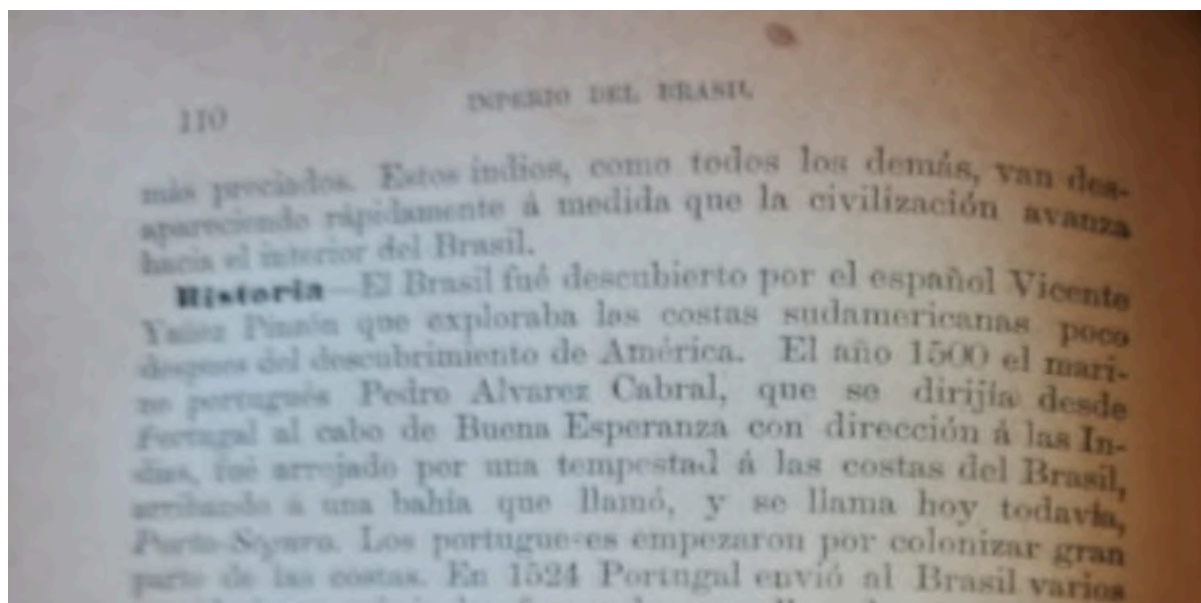 110
IMPERIO DEL BRASIL
más preciados. Estos indios, como todos los demás, van des-
apareciendo rápidamente á medida que la civilización avanza
hacia el interior del Brasil.
Historia—El Brasil fué descubierto por el español Vicente
Yañez Pinzón que exploraba las costas sudamericanas poco
despues del descubrimiento de América. El año 1500 el mari-
no portugués Pedro Alvarez Cabral, que se dirijía desde
Portugal al cabo de Buena Esperanza con dirección á las In-
dias, fué arrojado por una tempestad á las costas del Brasil,
arribando á una bahía que llamó, y se llama hoy todavía,
Porto-Seguro. Los portugueses empezaron por colonizar gran
parte de las costas. En 1524 Portugal envió al Brasil varios